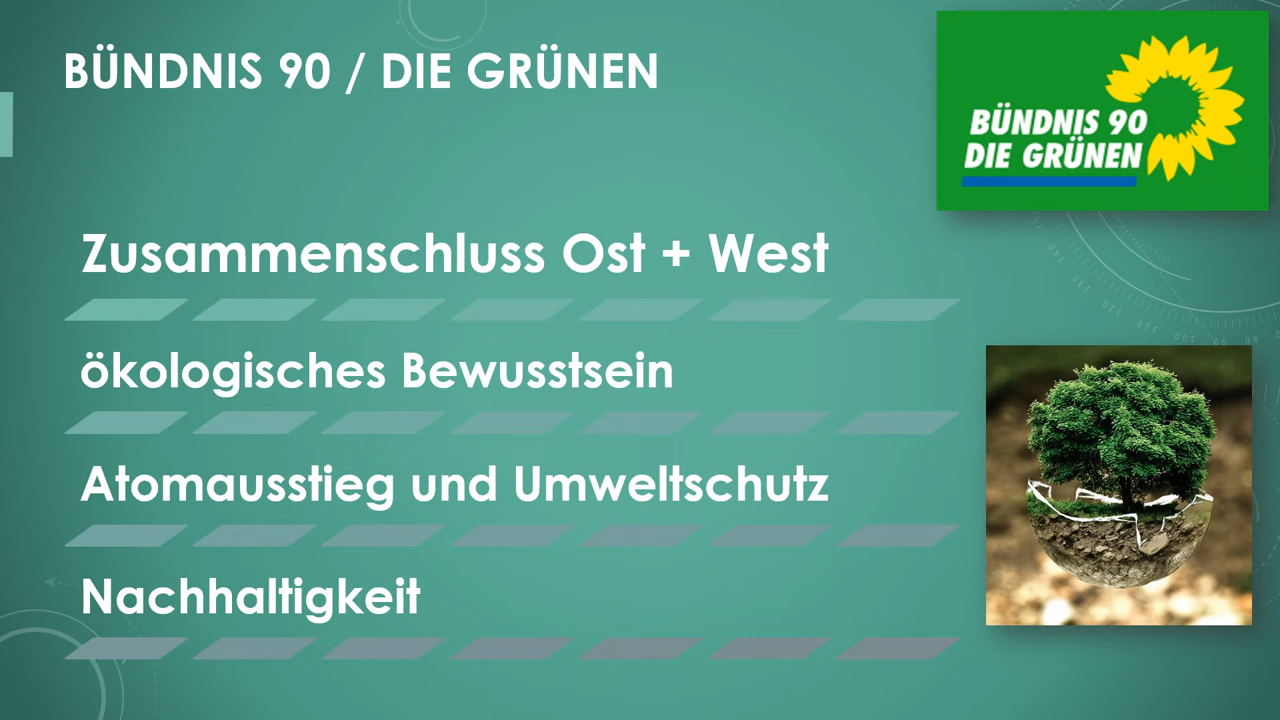 BÜNDNIS 90 / DIE GRÜNEN
BÜNDNIS 90
DIE GRÜNEN
Zusammenschluss Ost + West
ökologisches Bewusstsein
Atomausstieg und Umweltschutz
Nachhaltigkeit